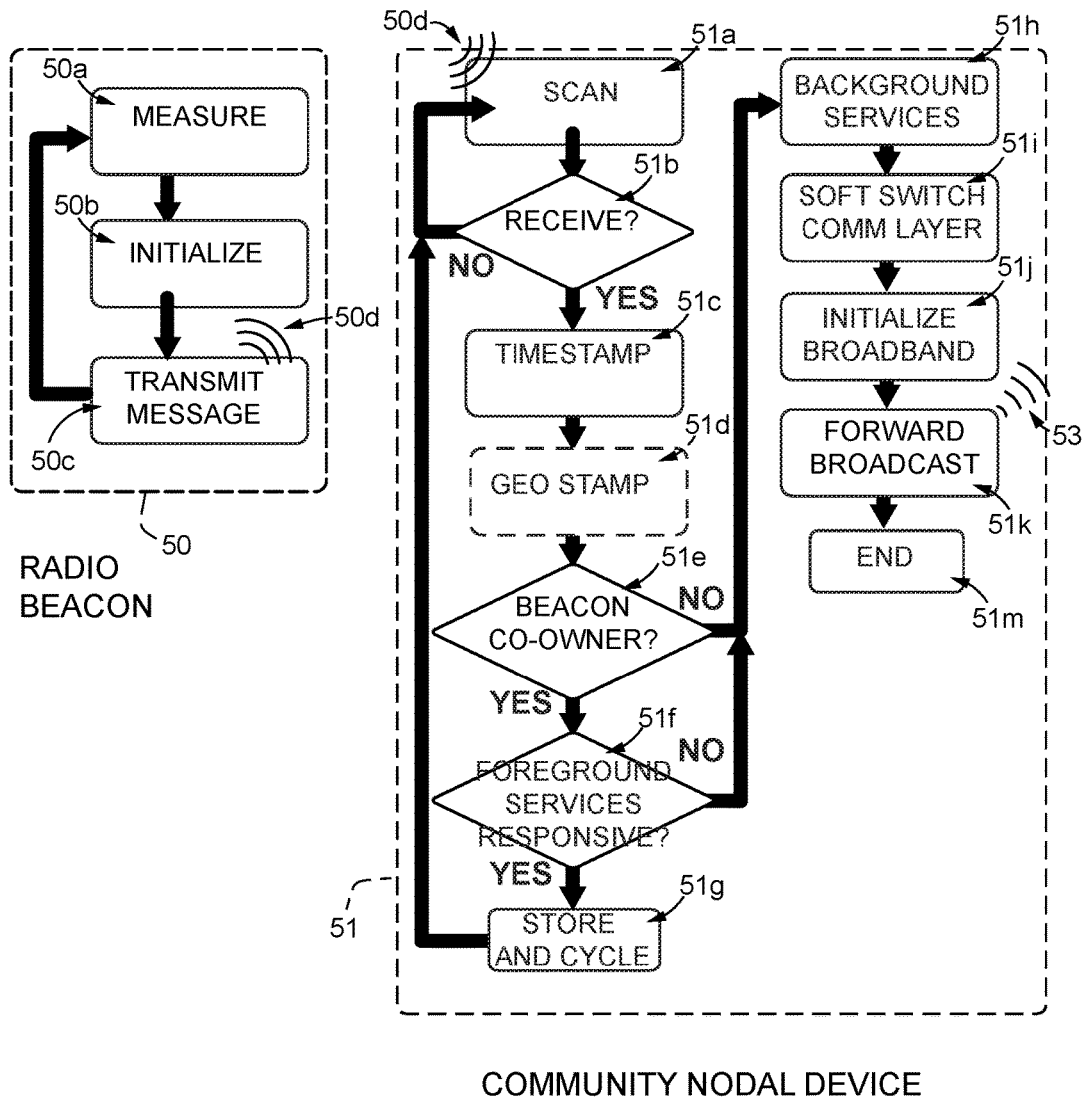 50a
MEASURE
50b
INITIALIZE
50d
TRANSMIT
MESSAGE
50c
50
RADIO
BEACON
50d
51a
SCAN
51b
RECEIVE?
NO
YES
51c
TIMESTAMP
51d
GEO STAMP
51e
BEACON
CO-OWNER?
NO
YES
51f
FOREGROUND
SERVICES
RESPONSIVE?
NO
YES
51g
STORE
AND CYCLE
51
51h
BACKGROUND
SERVICES
51i
SOFT SWITCH
COMM LAYER
51j
INITIALIZE
BROADBAND
53
FORWARD
BROADCAST
51k
END
51m
COMMUNITY NODAL DEVICE